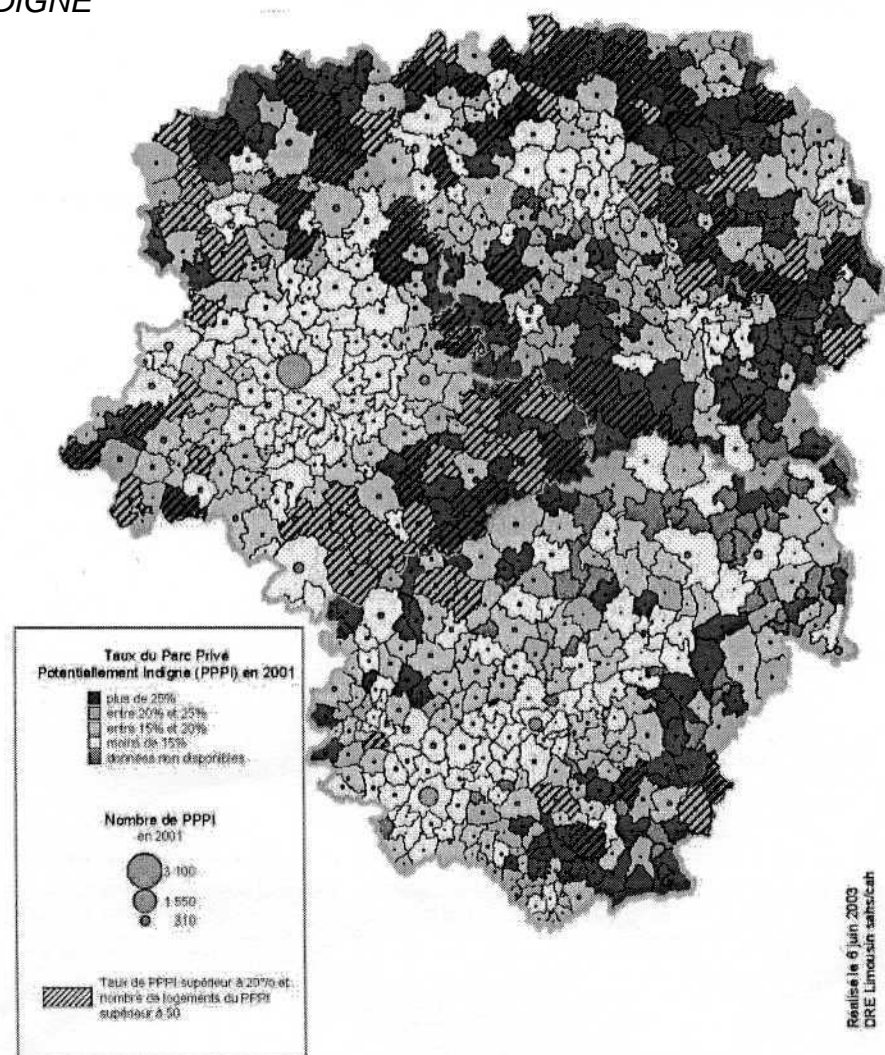 DIGNE
Taux du Parc Privé
Potentiellement Indigne (PPPI) en 2001
plus de 25%
entre 20% et 25%
entre 15% et 20%
moins de 15%
données non disponibles
Nombre de PPPI
en 2001
3 100
1 550
310
Taux de PPPI supérieur à 20% et
nombre de logements du PPPI
supérieur à 50
Réalisé le 6 juin 2003
DRE Limousin sahs/cah